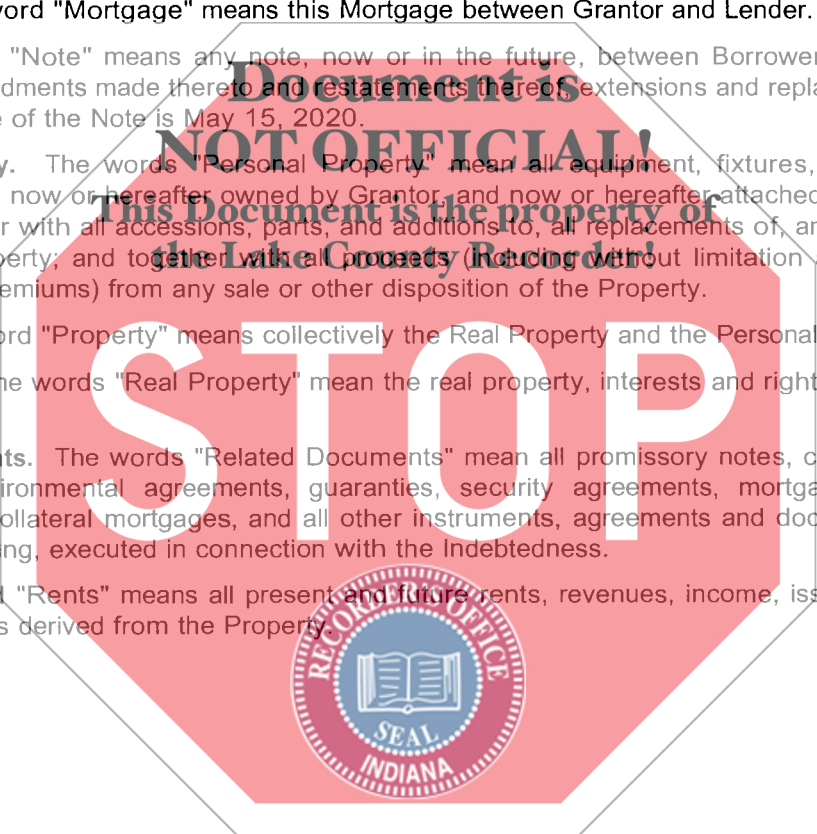 ord "Mortgage" means this Mortgage between Grantor and Lender.
"Note" means any note, now or in the future, between Borrower
dments made thereto and restatements thereof, extensions and repla
e of the Note is May 15, 2020.
y. The words "Personal Property" mean all equipment, fixtures,
now or hereafter owned by Grantor, and now or hereafter attached
r with all accessions, parts, and additions to, all replacements of, an
perty; and together with all proceeds (including without limitation a
emiums) from any sale or other disposition of the Property.
ord "Property" means collectively the Real Property and the Personal
he words "Real Property" mean the real property, interests and right
nts. The words "Related Documents" mean all promissory notes, c
ironmental agreements, guaranties, security agreements, mortga
ollateral mortgages, and all other instruments, agreements and doc
ing, executed in connection with the Indebtedness.
d "Rents" means all present and future rents, revenues, income, iss
s derived from the Property.
Document is
NOT OFFICIAL!
This Document is the property of
the Lake County Recorder!
STOP
RECORDER'S OFFICE
SEAL
INDIANA